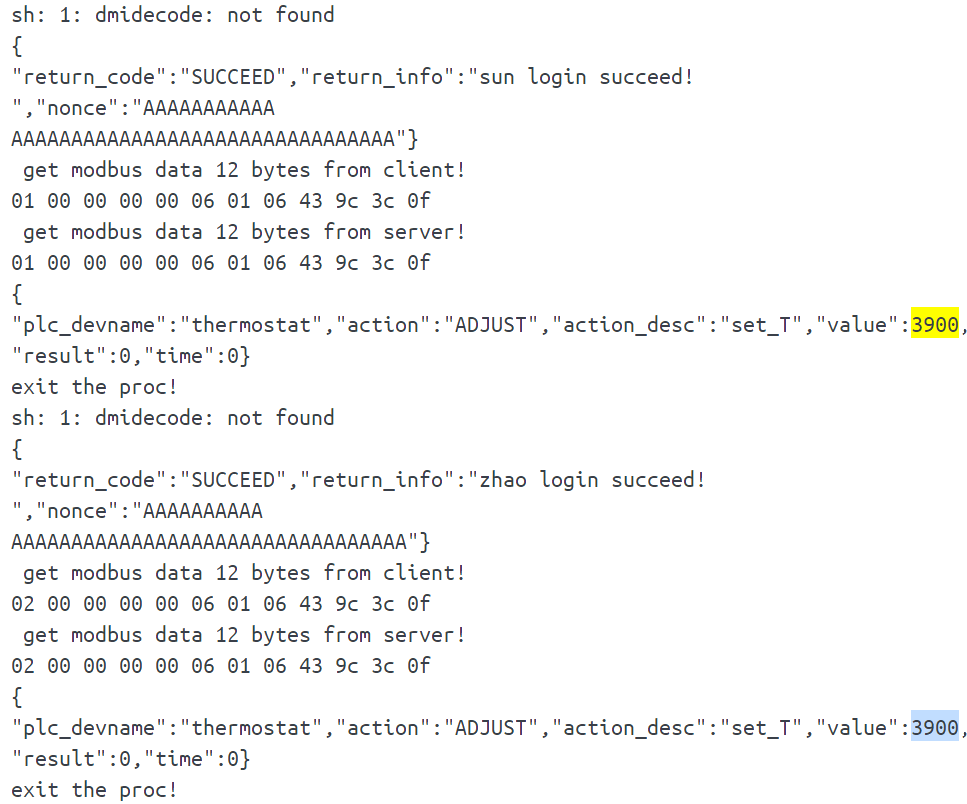 sh: 1: dmidecode: not found
{
"return_code":"SUCCEED","return_info":"sun login succeed!
","nonce":"AAAAAAAAAAA
AAAAAAAAAAAAAAAAAAAAAAAAAAAAAAAA"}
get modbus data 12 bytes from client!
01 00 00 00 00 06 01 06 43 9c 3c 0f
get modbus data 12 bytes from server!
01 00 00 00 00 06 01 06 43 9c 3c 0f
{
"plc_devname":"thermostat","action":"ADJUST","action_desc":"set_T","value":3900,
"result":0,"time":0}
exit the proc!
sh: 1: dmidecode: not found
{
"return_code":"SUCCEED","return_info":"zhao login succeed!
","nonce":"AAAAAAAAAA
AAAAAAAAAAAAAAAAAAAAAAAAAAAAAAAAA"}
get modbus data 12 bytes from client!
02 00 00 00 00 06 01 06 43 9c 3c 0f
get modbus data 12 bytes from server!
02 00 00 00 00 06 01 06 43 9c 3c 0f
{
"plc_devname":"thermostat","action":"ADJUST","action_desc":"set_T","value":3900,
"result":0,"time":0}
exit the proc!